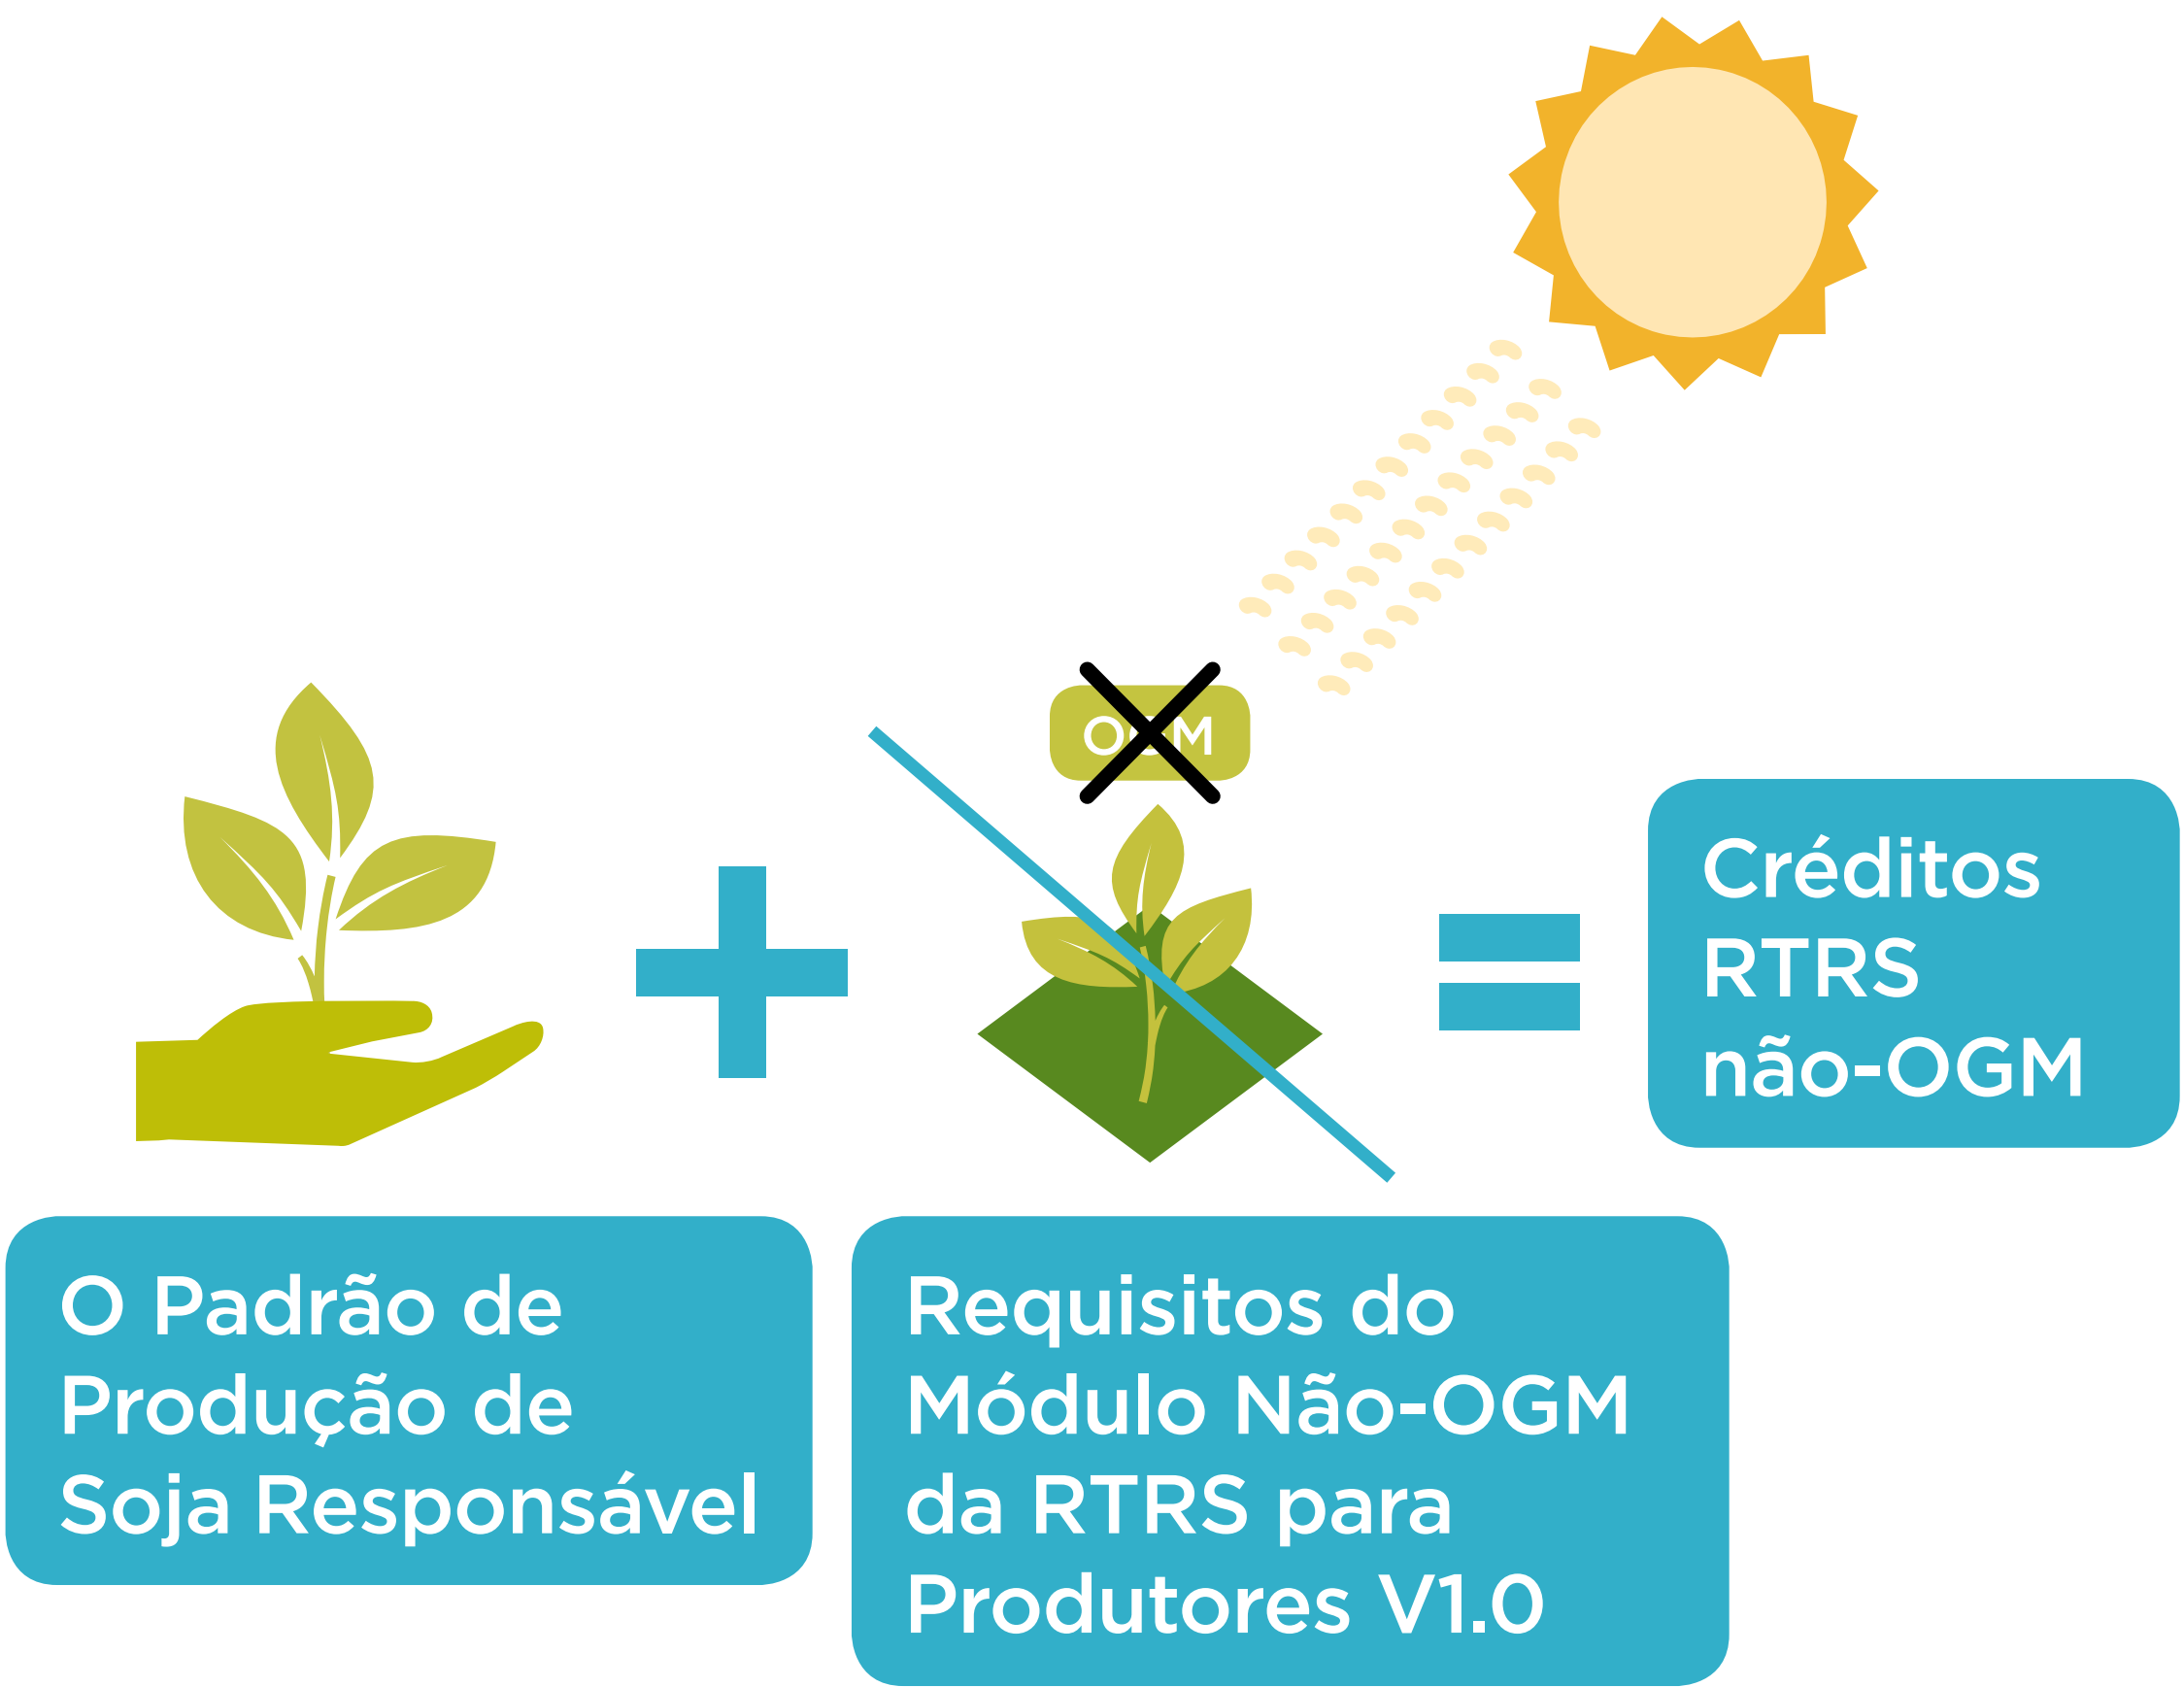 OGM
Créditos
RTRS
não-OGM
O Padrão de
Produção de
Soja Responsável
Requisitos do
Módulo Não-OGM
da RTRS para
Produtores V1.0